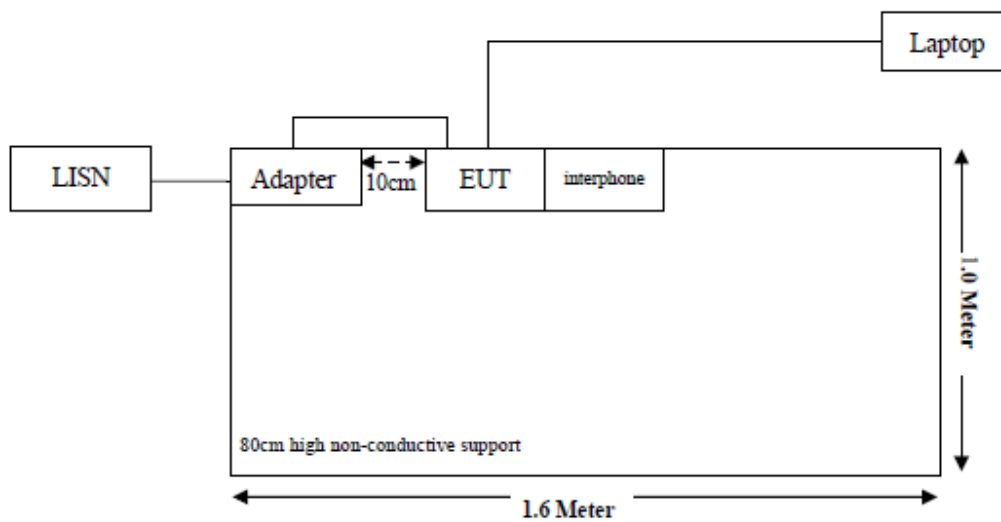 Laptop
LISN
Adapter
10cm
EUT
interphone
1.0 Meter
80cm high non-conductive support
1.6 Meter